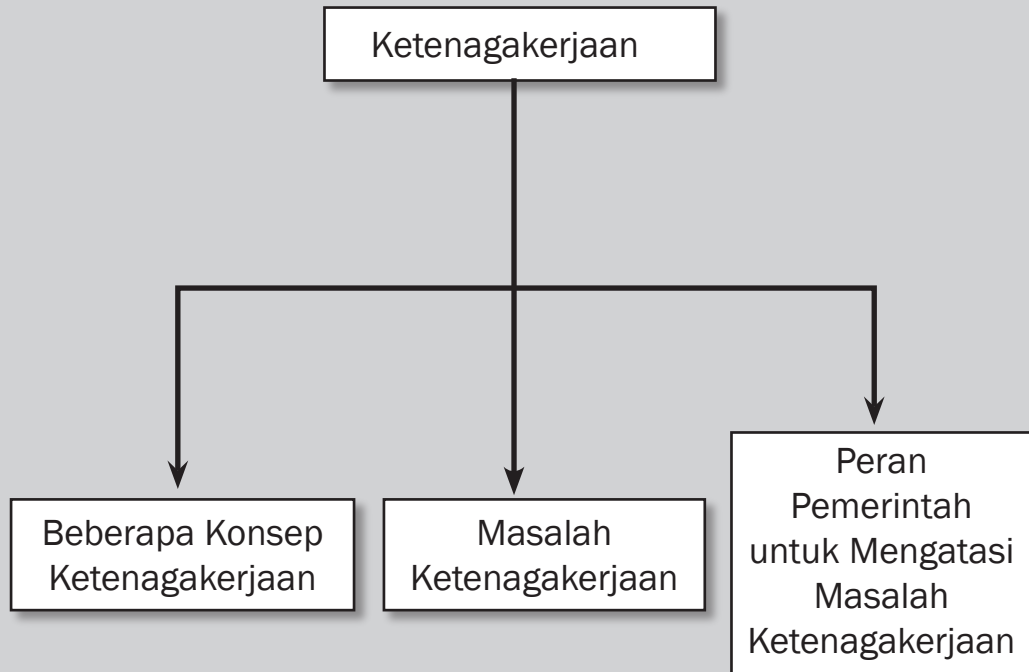 Ketenagakerjaan
Beberapa Konsep
Ketenagakerjaan
Masalah
Ketenagakerjaan
Peran
Pemerintah
untuk Mengatasi
Masalah
Ketenagakerjaan